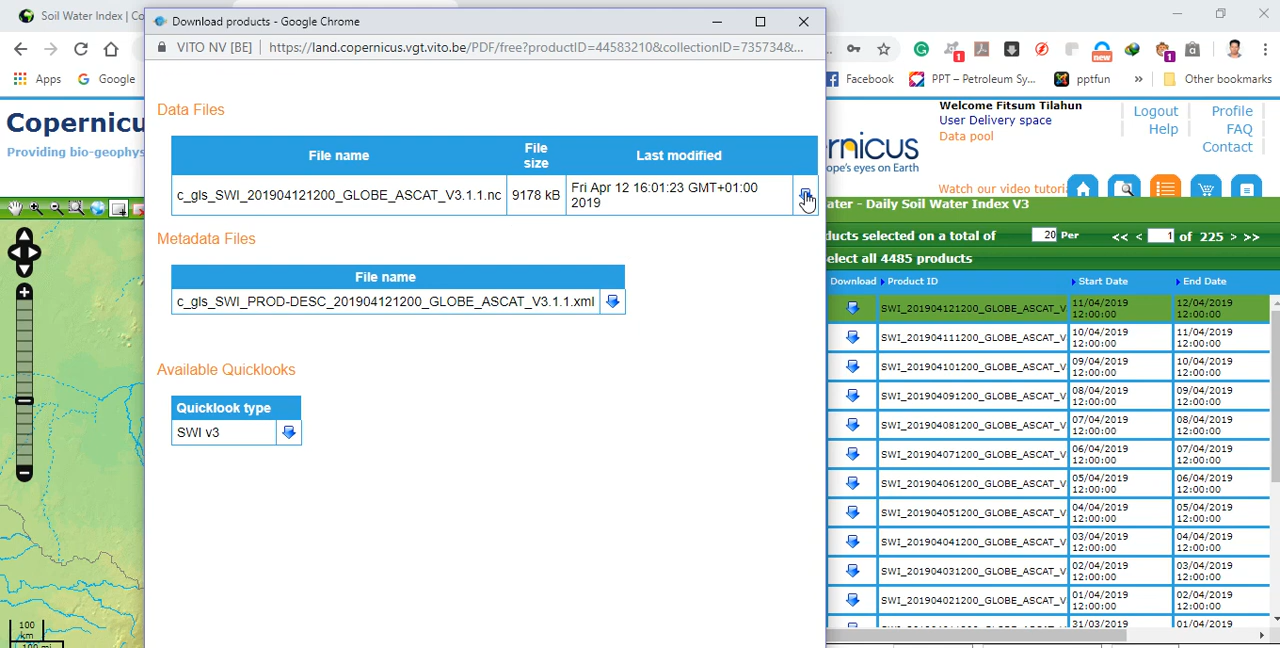 Soil Water Index | Co
Download products - Google Chrome
VITO NV [BE] | https://land.copernicus.vgt.vito.be/PDF/free?productID=44583210&collectionID=735734&...
1
new
1
Apps
Google
Facebook
PPT – Petroleum Sy...
pptfun
»
Other bookmarks
Copernicu
Providing bio-geophys
ernicus
ope's eyes on Earth
Welcome Fitsum Tilahun
User Delivery space
Data pool
Logout
Profile
Help
FAQ
Contact
Watch our video tutoria
Data Files
File name
File size
Last modified
c_gls_SWI_201904121200_GLOBE_ASCAT_V3.1.1.nc
9178 kB
Fri Apr 12 16:01:23 GMT+01:00 2019
Metadata Files
File name
c_gls_SWI_PROD-DESC_201904121200_GLOBE_ASCAT_V3.1.1.xml
Available Quicklooks
Quicklook type
SWI v3
ater - Daily Soil Water Index V3
ducts selected on a total of
20 Per
<< < 1 of 225 > >>
elect all 4485 products
Download
Product ID
Start Date
End Date
SWI_201904121200_GLOBE_ASCAT_V
11/04/2019 12:00:00
12/04/2019 12:00:00
SWI_201904111200_GLOBE_ASCAT_V
10/04/2019 12:00:00
11/04/2019 12:00:00
SWI_201904101200_GLOBE_ASCAT_V
09/04/2019 12:00:00
10/04/2019 12:00:00
SWI_201904091200_GLOBE_ASCAT_V
08/04/2019 12:00:00
09/04/2019 12:00:00
SWI_201904081200_GLOBE_ASCAT_V
07/04/2019 12:00:00
08/04/2019 12:00:00
SWI_201904071200_GLOBE_ASCAT_V
06/04/2019 12:00:00
07/04/2019 12:00:00
SWI_201904061200_GLOBE_ASCAT_V
05/04/2019 12:00:00
06/04/2019 12:00:00
SWI_201904051200_GLOBE_ASCAT_V
04/04/2019 12:00:00
05/04/2019 12:00:00
SWI_201904041200_GLOBE_ASCAT_V
03/04/2019 12:00:00
04/04/2019 12:00:00
SWI_201904031200_GLOBE_ASCAT_V
02/04/2019 12:00:00
03/04/2019 12:00:00
SWI_201904021200_GLOBE_ASCAT_V
01/04/2019 12:00:00
02/04/2019 12:00:00
31/03/2019
01/04/2019
100
km
100 mi